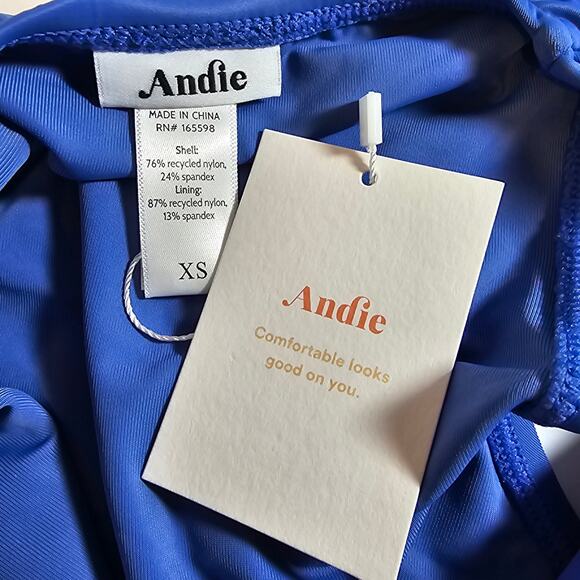 Andie
MADE IN CHINA
RN# 165598
Shell:
76% recycled nylon,
24% spandex
Lining:
87% recycled nylon,
13% spandex
XS
Andie
Comfortable looks
good on you.